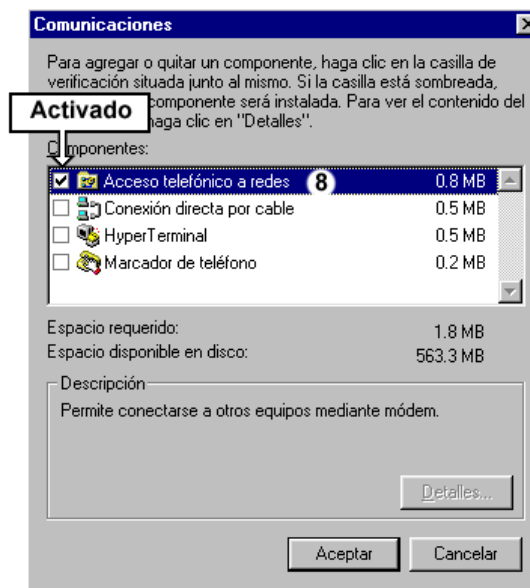 Comunicaciones
Para agregar o quitar un componente, haga clic en la casilla de
verificación situada junto al mismo. Si la casilla está sombreada,
componente será instalada. Para ver el contenido del
haga clic en "Detalles".
Activado
Componentes:
Acceso telefónico a redes 8 0.8 MB
Conexión directa por cable 0.5 MB
HyperTerminal 0.5 MB
Marcador de teléfono 0.2 MB
Espacio requerido: 1.8 MB
Espacio disponible en disco: 563.3 MB
Descripción
Permite conectarse a otros equipos mediante módem.
Detalles...
Aceptar Cancelar